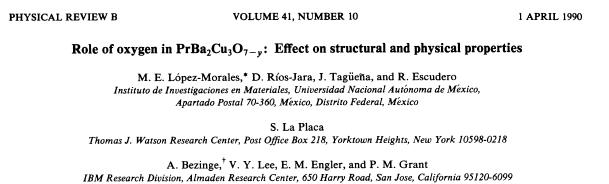 PHYSICAL REVIEW B VOLUME 41, NUMBER 10 1 APRIL 1990
Role of oxygen in PrBa₂Cu₃O₇₋ᵧ: Effect on structural and physical properties
M. E. López-Morales,* D. Ríos-Jara, J. Tagüeña, and R. Escudero
Instituto de Investigaciones en Materiales, Universidad Nacional Autónoma de México,
Apartado Postal 70-360, México, Distrito Federal, México
S. La Placa
Thomas J. Watson Research Center, Post Office Box 218, Yorktown Heights, New York 10598-0218
A. Bezinge,† V. Y. Lee, E. M. Engler, and P. M. Grant
IBM Research Division, Almaden Research Center, 650 Harry Road, San Jose, California 95120-6099